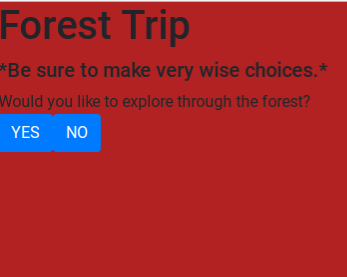 Forest Trip
*Be sure to make very wise choices.*
Would you like to explore through the forest?
YES NO